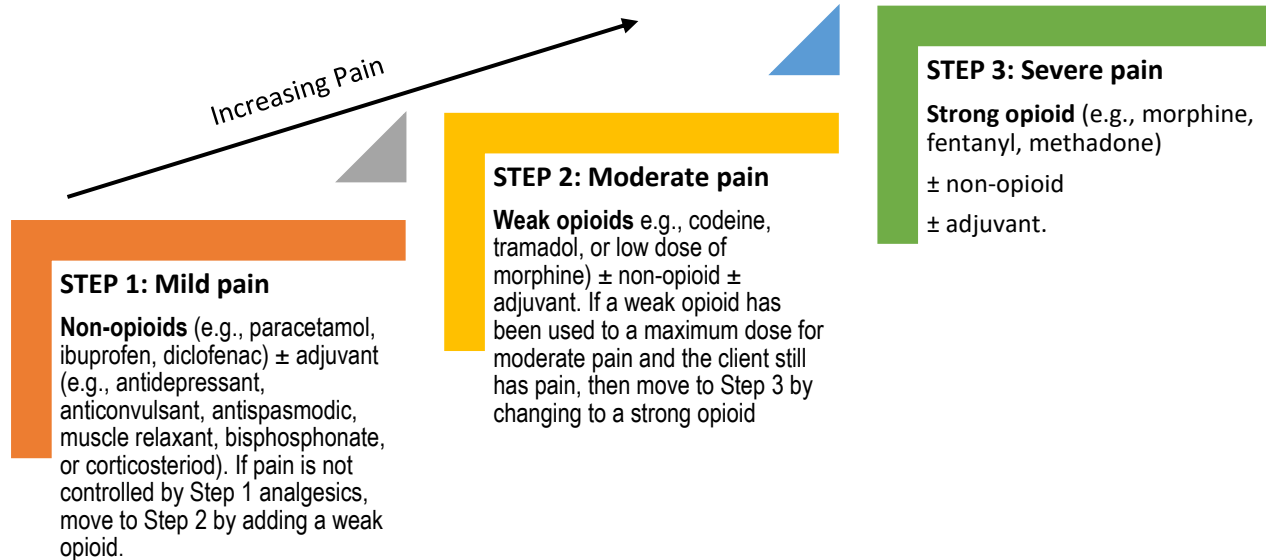 Increasing Pain
STEP 1: Mild pain
Non-opioids (e.g., paracetamol,
ibuprofen, diclofenac) ± adjuvant
(e.g., antidepressant,
anticonvulsant, antispasmodic,
muscle relaxant, bisphosphonate,
or corticosteriod). If pain is not
controlled by Step 1 analgesics,
move to Step 2 by adding a weak
opioid.
STEP 2: Moderate pain
Weak opioids e.g., codeine,
tramadol, or low dose of
morphine) ± non-opioid ±
adjuvant. If a weak opioid has
been used to a maximum dose for
moderate pain and the client still
has pain, then move to Step 3 by
changing to a strong opioid
STEP 3: Severe pain
Strong opioid (e.g., morphine,
fentanyl, methadone)
± non-opioid
± adjuvant.